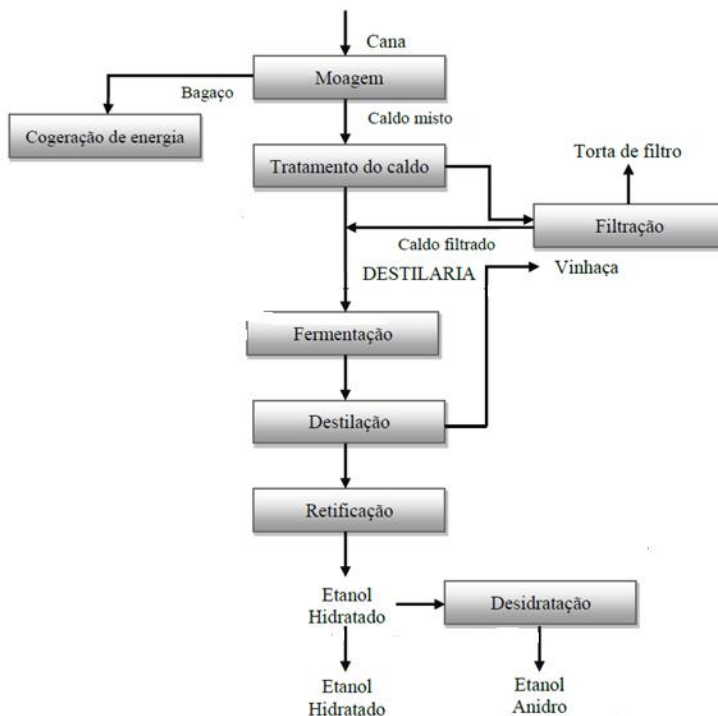 Cana
Moagem
Bagaço
Cogeração de energia
Caldo misto
Tratamento do caldo
Torta de filtro
Filtração
Caldo filtrado
DESTILARIA
Vinhaça
Fermentação
Destilação
Retificação
Etanol
Hidratado
Desidratação
Etanol
Hidratado
Etanol
Anidro